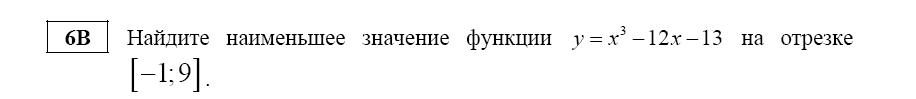 6В Найдите наименьшее значение функции y = x³ − 12x − 13 на отрезке
[−1;9].